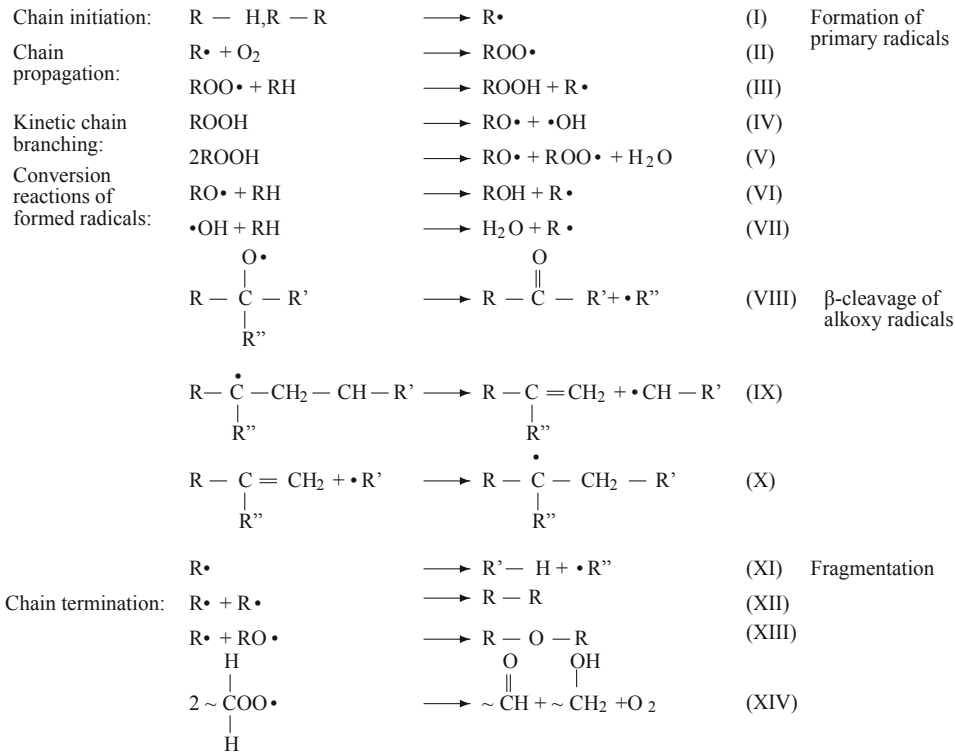 Chain initiation: R — H,R — R ⟶ R• (I) Formation of primary radicals
Chain propagation: R• + O₂ ⟶ ROO• (II)
ROO• + RH ⟶ ROOH + R• (III)
Kinetic chain branching: ROOH ⟶ RO• + •OH (IV)
2ROOH ⟶ RO• + ROO• + H₂O (V)
Conversion reactions of formed radicals: RO• + RH ⟶ ROH + R• (VI)
•OH + RH ⟶ H₂O + R• (VII)
O• O
R — C — R' ⟶ R — C — R'+ •R” (VIII) β-cleavage of alkoxy radicals
R”
•
R— C —CH₂— CH— R' ⟶ R — C =CH₂ + •CH — R' (IX)
R” R”
•
R — C = CH₂ + •R' ⟶ R — C — CH₂ — R' (X)
R” R”
R• ⟶ R'— H + •R” (XI) Fragmentation
Chain termination: R• + R• ⟶ R — R (XII)
R• + RO• ⟶ R — O — R (XIII)
H O OH
2 ~ COO• ⟶ ~ CH + ~ CH₂ +O₂ (XIV)
H